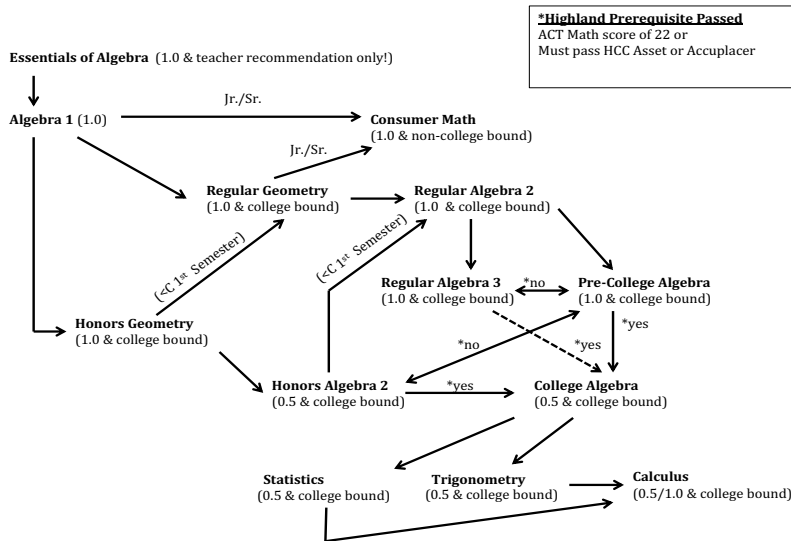 *Highland Prerequisite Passed
ACT Math score of 22 or
Must pass HCC Asset or Accuplacer
Essentials of Algebra (1.0 & teacher recommendation only!)
Jr./Sr.
Algebra 1 (1.0)
Consumer Math
(1.0 & non-college bound)
Jr./Sr.
Regular Geometry
(1.0 & college bound)
Regular Algebra 2
(1.0 & college bound)
(<C 1st Semester)
(<C 1st Semester)
Regular Algebra 3
(1.0 & college bound)
*no
Pre-College Algebra
(1.0 & college bound)
Honors Geometry
(1.0 & college bound)
*yes
*no
*yes
Honors Algebra 2
(0.5 & college bound)
*yes
College Algebra
(0.5 & college bound)
Statistics
(0.5 & college bound)
Trigonometry
(0.5 & college bound)
Calculus
(0.5/1.0 & college bound)